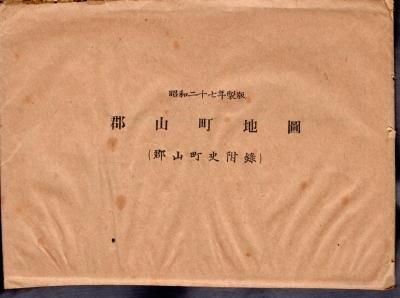 昭和二十七年製版
郡山町地圖
(郡山町史附錄)